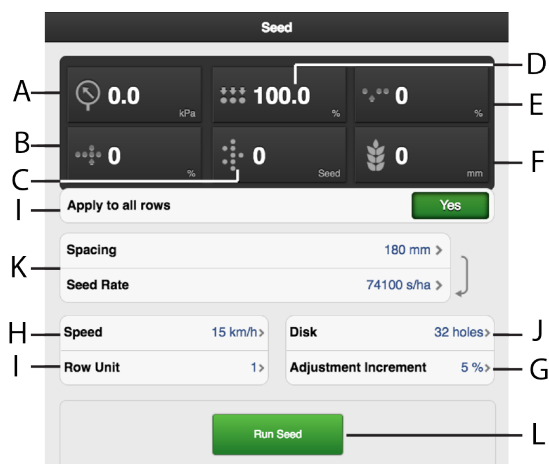 Seed
A
0.0
kPa
100.0
%
D
0
%
E
B
0
%
C
0
Seed
0
mm
F
I
Apply to all rows
Yes
K
Spacing
180 mm >
Seed Rate
74100 s/ha >
H
Speed
15 km/h>
Disk
32 holes>
J
I
Row Unit
1>
Adjustment Increment
5 %>
G
Run Seed
L